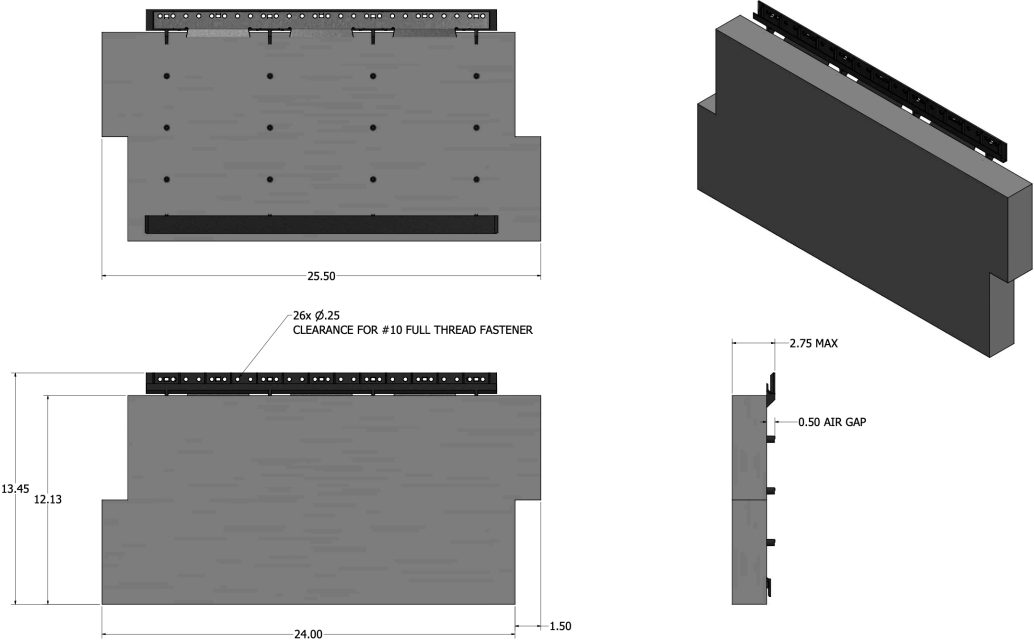 25.50
26x Ø.25
CLEARANCE FOR #10 FULL THREAD FASTENER
2.75 MAX
0.50 AIR GAP
13.45
12.13
1.50
24.00